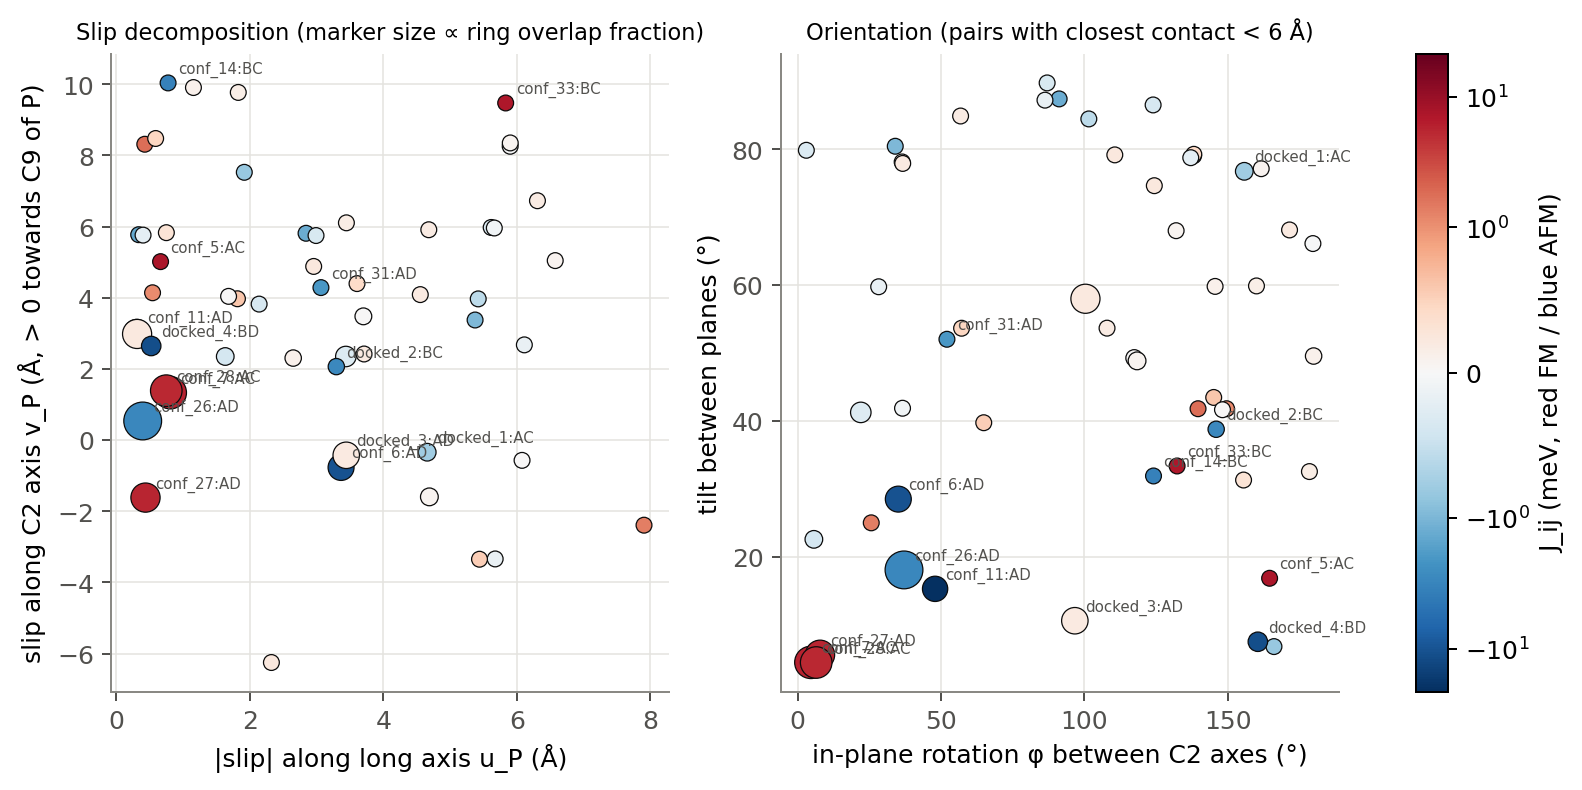 Slip decomposition (marker size ∝ ring overlap fraction)
slip along C2 axis v_P (Å, > 0 towards C9 of P)
10
8
6
4
2
0
−2
−4
−6
conf_14:BC
conf_33:BC
conf_5:AC
conf_31:AD
conf_11:AD
docked_4:BD
docked_2:BC
conf_28:AC
conf_7:AC
conf_26:AD
docked_3:AD
docked_1:AC
conf_6:AD
conf_27:AD
0
2
4
6
8
|slip| along long axis u_P (Å)
Orientation (pairs with closest contact < 6 Å)
tilt between planes (°)
80
60
40
20
docked_1:AC
conf_31:AD
docked_2:BC
conf_33:BC
conf_14:BC
conf_6:AD
conf_26:AD
conf_11:AD
conf_5:AC
docked_3:AD
docked_4:BD
conf_27:AD
conf_7:AC
conf_28:AC
0
50
100
150
in-plane rotation φ between C2 axes (°)
10¹
10⁰
0
−10⁰
−10¹
J_ij (meV, red FM / blue AFM)